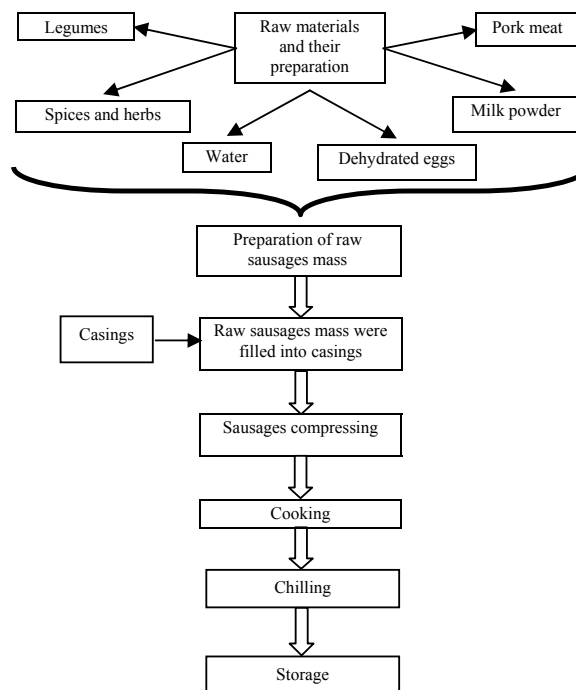 Legumes
Raw materials
and their
preparation
Pork meat
Spices and herbs
Milk powder
Water
Dehydrated eggs
Preparation of raw
sausages mass
Casings
Raw sausages mass were
filled into casings
Sausages compressing
Cooking
Chilling
Storage